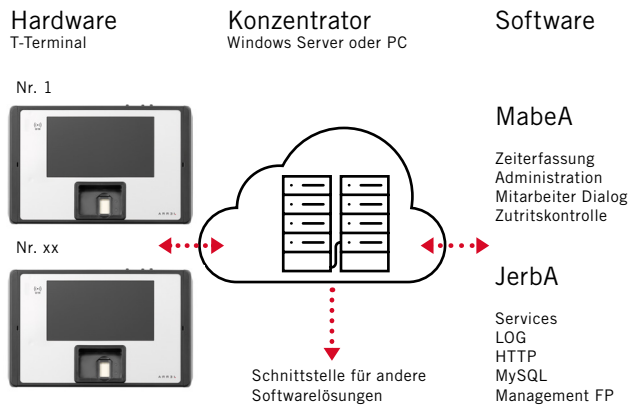 Hardware
T-Terminal
Nr. 1
Nr. xx
Konzentrator
Windows Server oder PC
Schnittstelle für andere
Softwarelösungen
Software
MabeA
Zeiterfassung
Administration
Mitarbeiter Dialog
Zutritskontrolle
JerbA
Services
LOG
HTTP
MySQL
Management FP